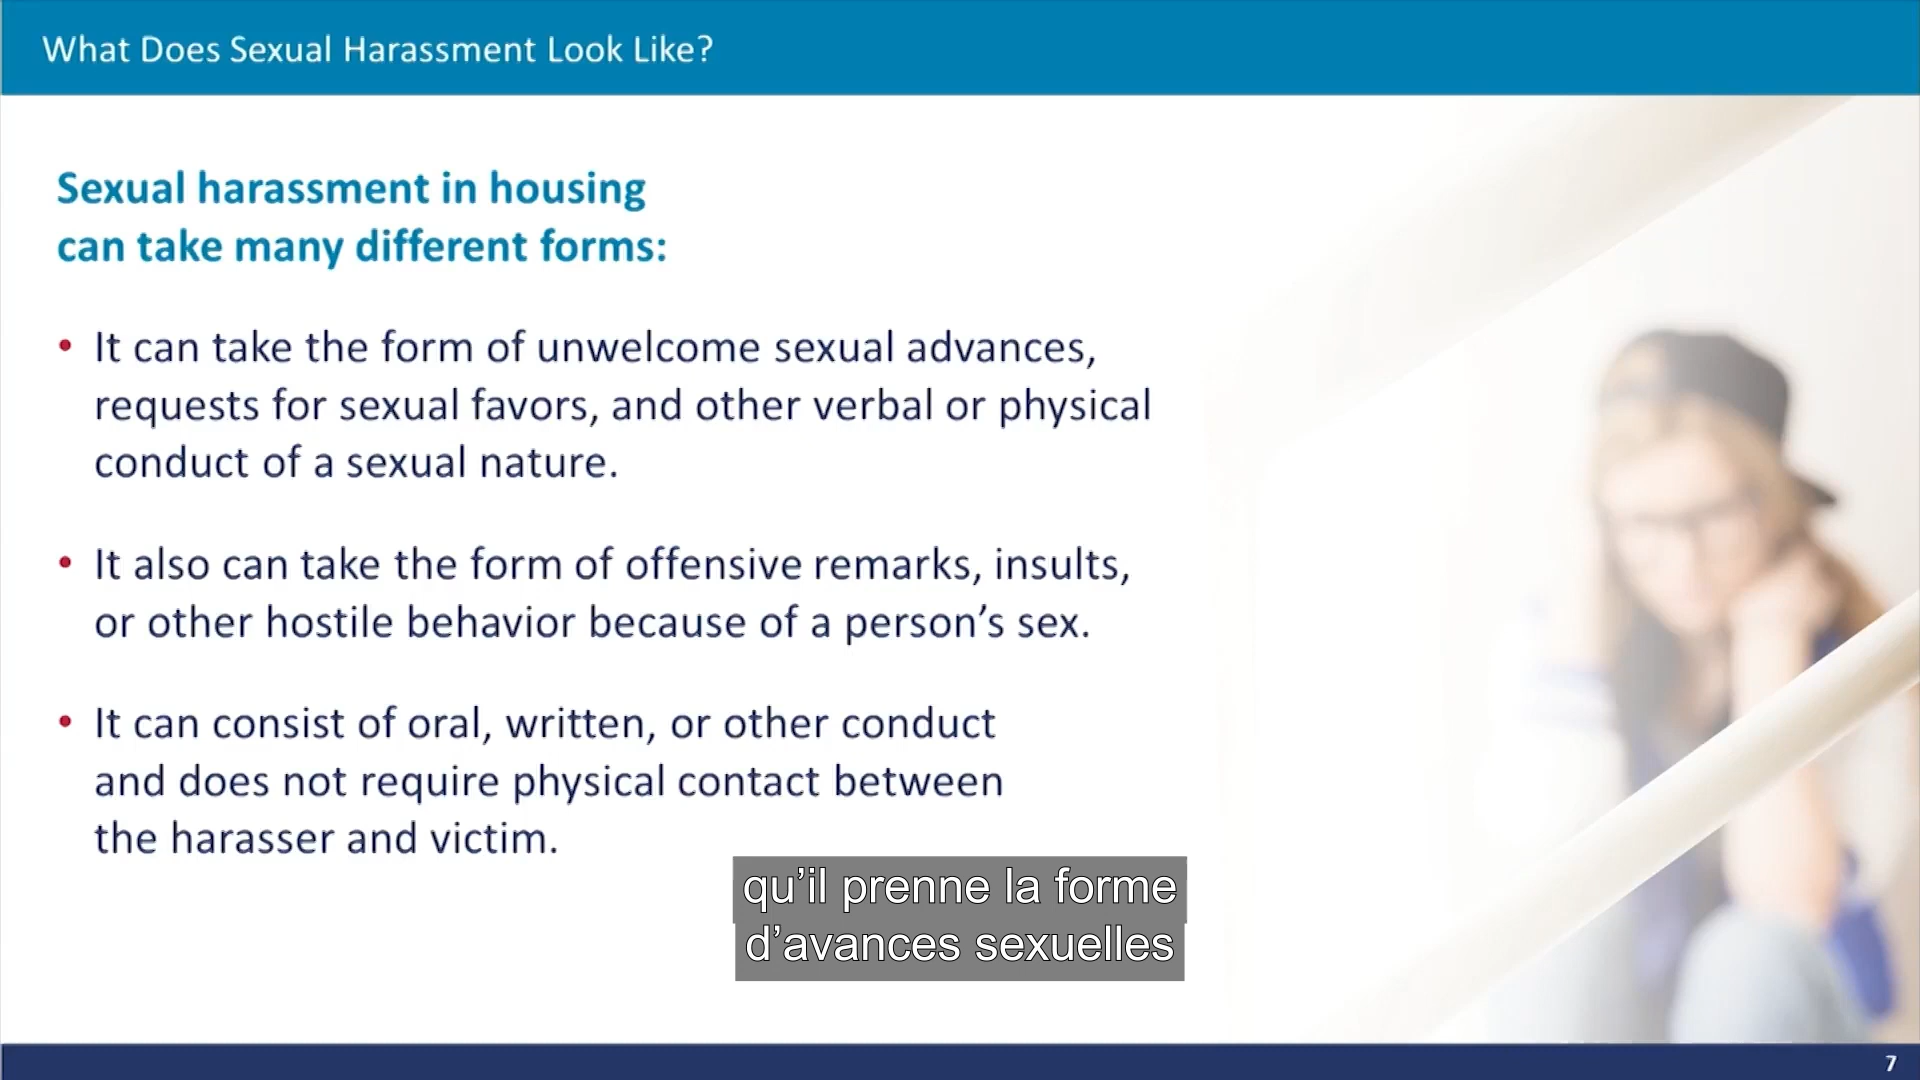 What Does Sexual Harassment Look Like?
Sexual harassment in housing
can take many different forms:
• It can take the form of unwelcome sexual advances,
requests for sexual favors, and other verbal or physical
conduct of a sexual nature.
• It also can take the form of offensive remarks, insults,
or other hostile behavior because of a person’s sex.
• It can consist of oral, written, or other conduct
and does not require physical contact between
the harasser and victim.
qu’il prenne la forme
d’avances sexuelles
7